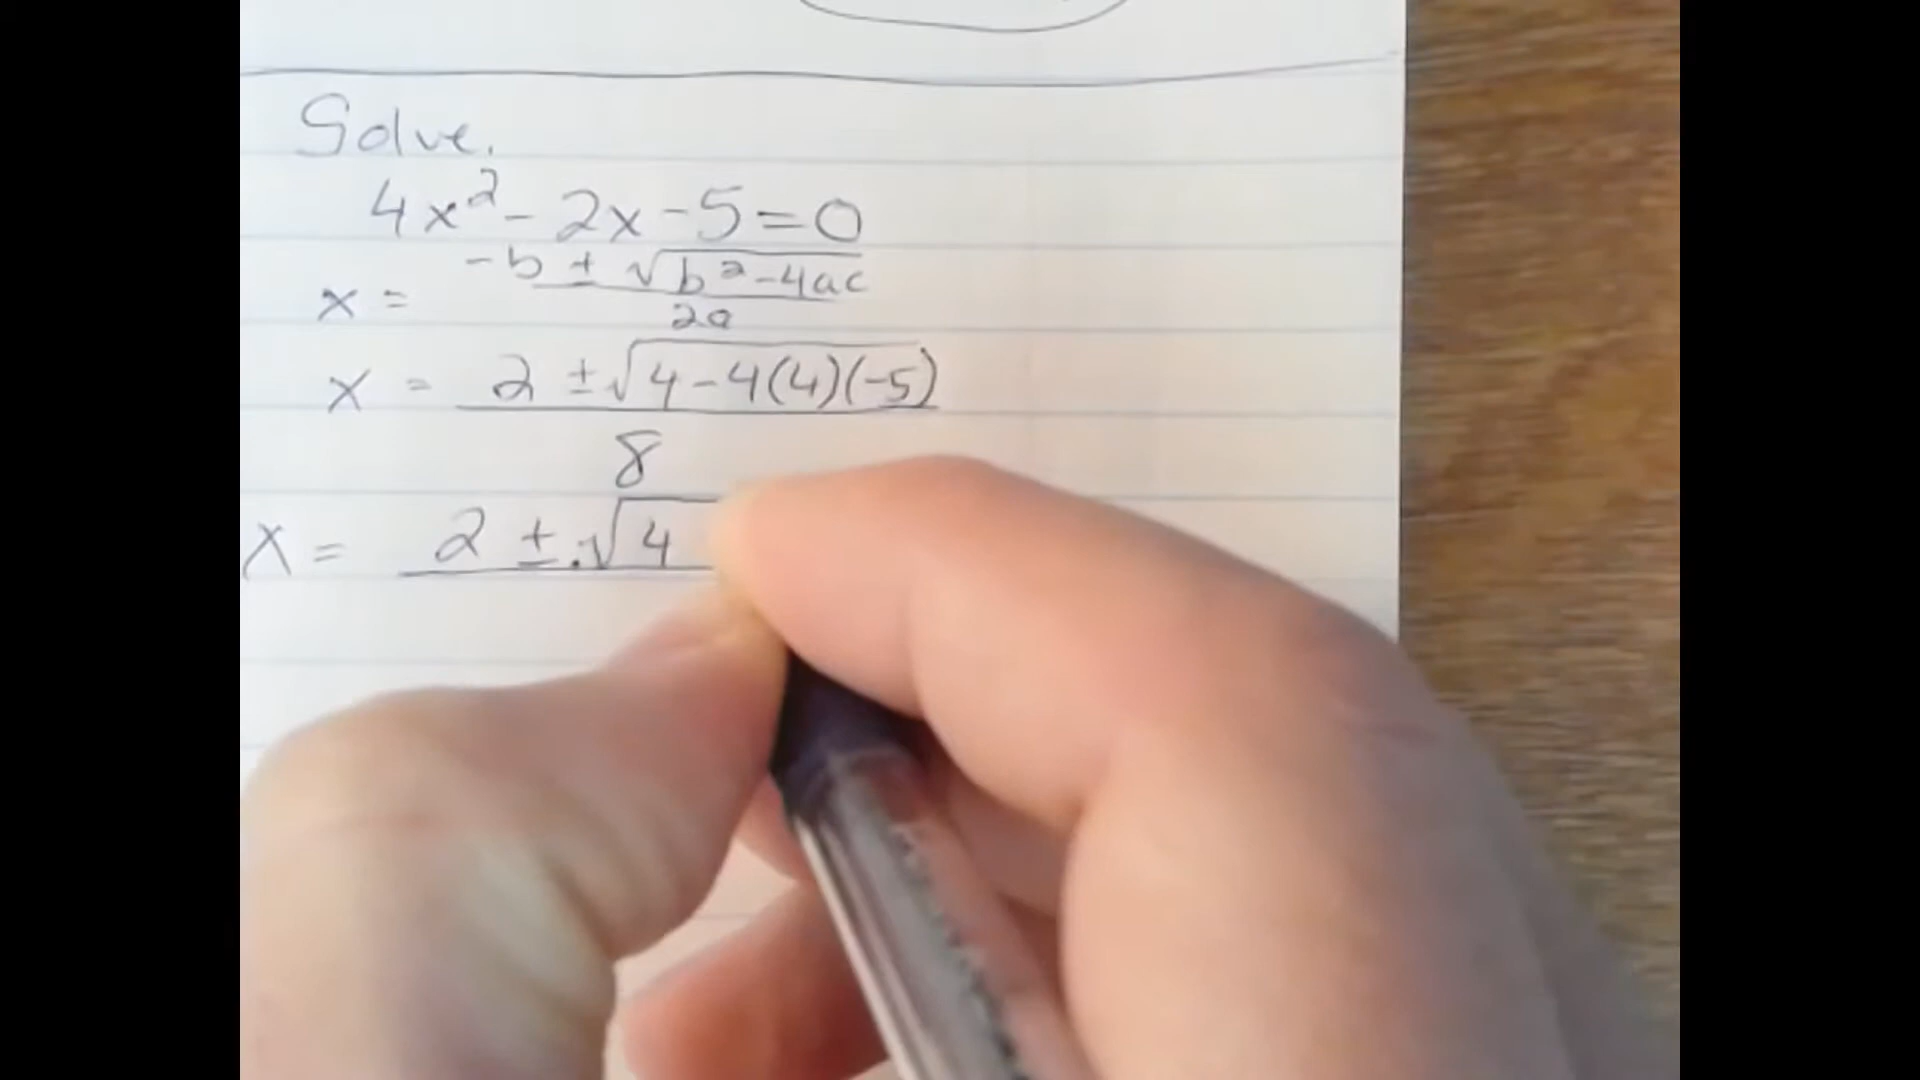 Solve.
4x² - 2x - 5 = 0
x = -b ± √b² - 4ac
2a
x = 2 ± √4 - 4(4)(-5)
8
x = 2 ± √4